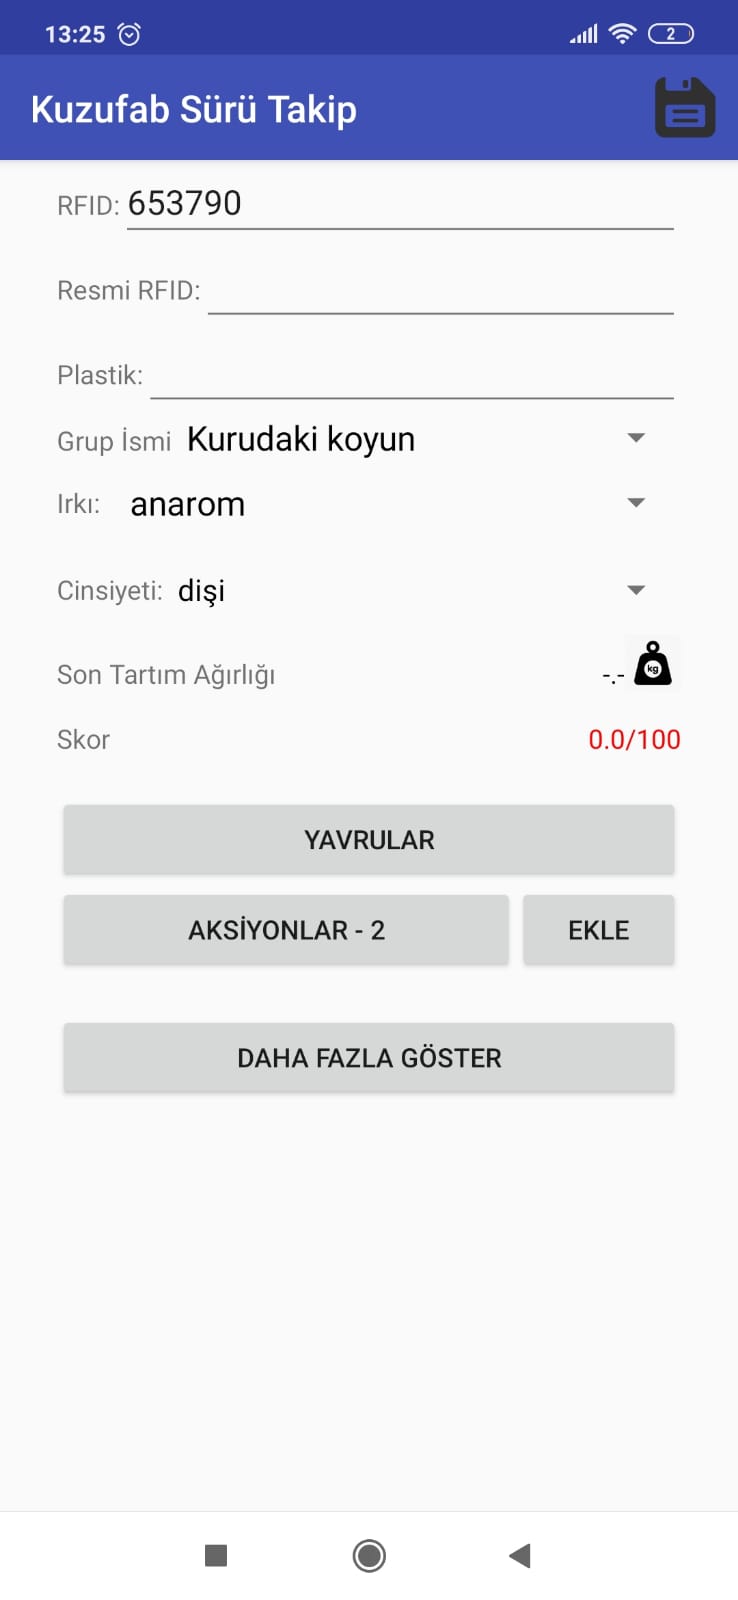 13:25 2
Kuzufab Sürü Takip
RFID: 653790
Resmi RFID:
Plastik:
Grup İsmi Kurudaki koyun
Irkı: anarom
Cinsiyeti: dişi
Son Tartım Ağırlığı -.- kg
Skor 0.0/100
YAVRULAR
AKSİYONLAR - 2 EKLE
DAHA FAZLA GÖSTER